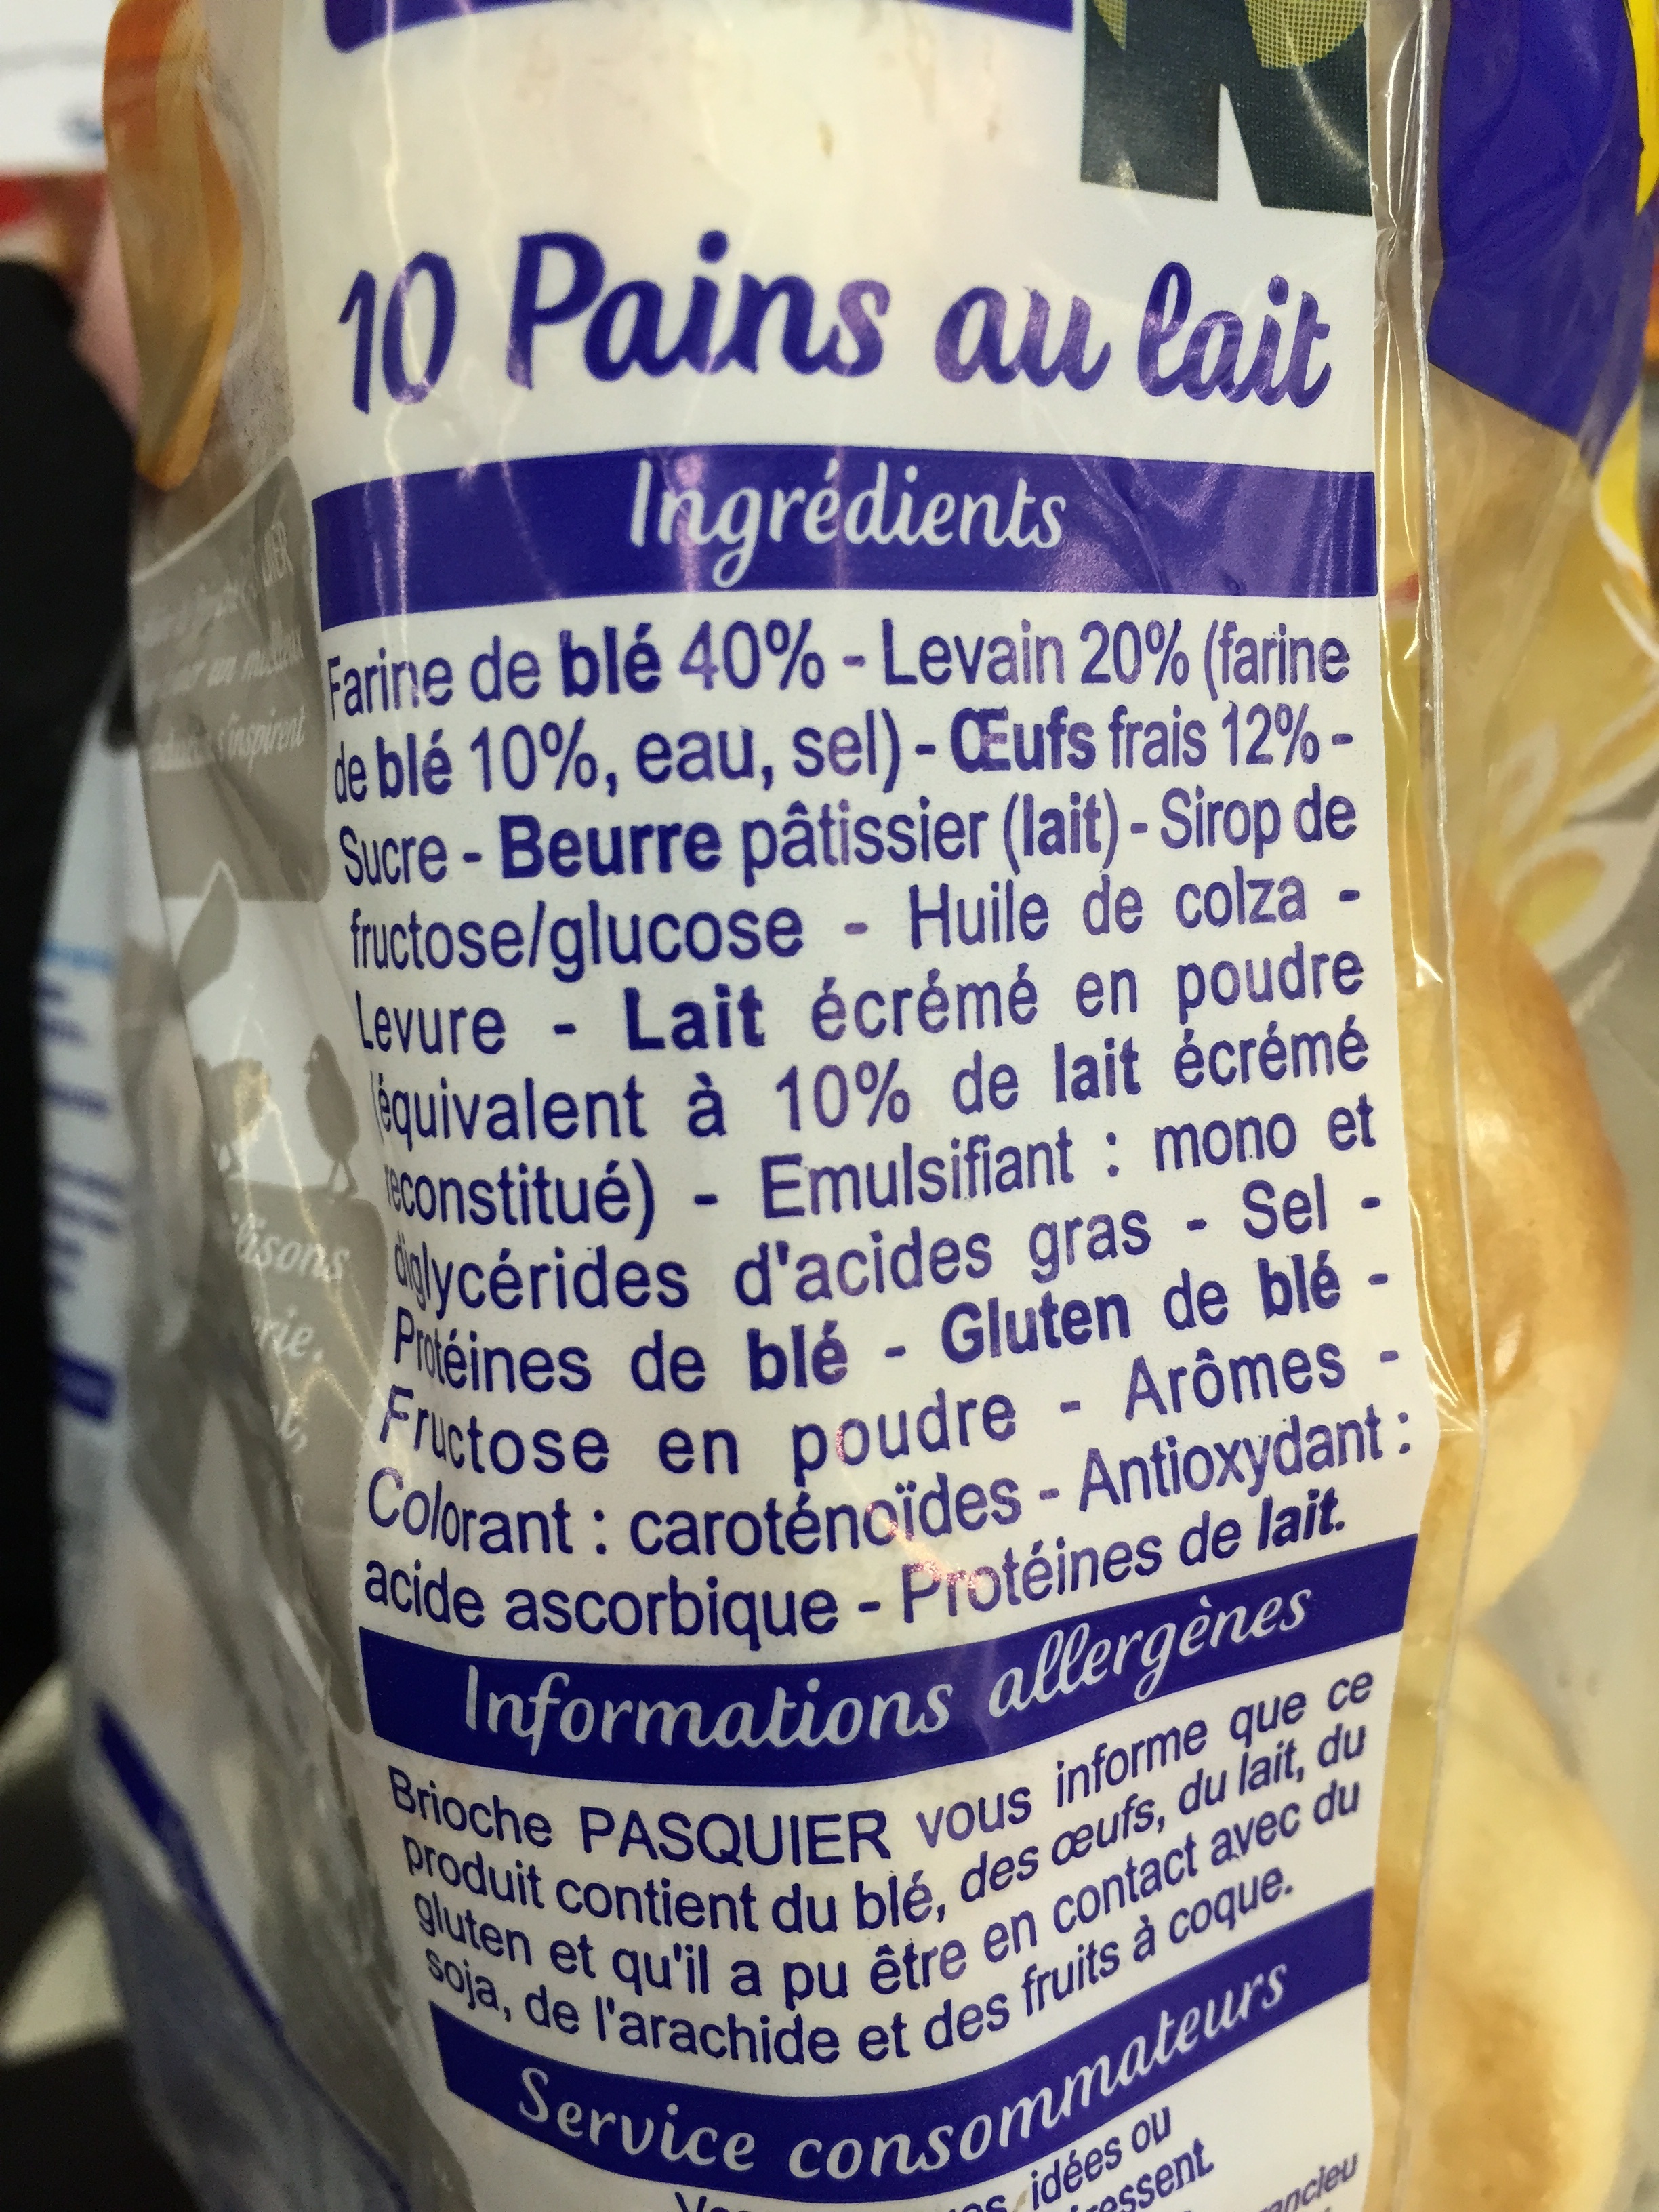 10 Pains au lait
Ingrédients
Farine de blé 40% - Levain 20% (farine
de blé 10%, eau, sel) - Œufs frais 12% -
Sucre - Beurre pâtissier (lait) - Sirop de
fructose/glucose - Huile de colza -
Levure - Lait écrémé en poudre
(équivalent à 10% de lait écrémé
reconstitué) - Emulsifiant : mono et
diglycérides d'acides gras - Sel -
Protéines de blé - Gluten de blé -
Fructose en poudre - Arômes -
Colorant : caroténoïdes - Antioxydant :
acide ascorbique - Protéines de lait.
Informations allergènes
Brioche PASQUIER vous informe que ce
produit contient du blé, des œufs, du lait, du
gluten et qu'il a pu être en contact avec du
soja, de l'arachide et des fruits à coque.
Service consommateurs
idées ou